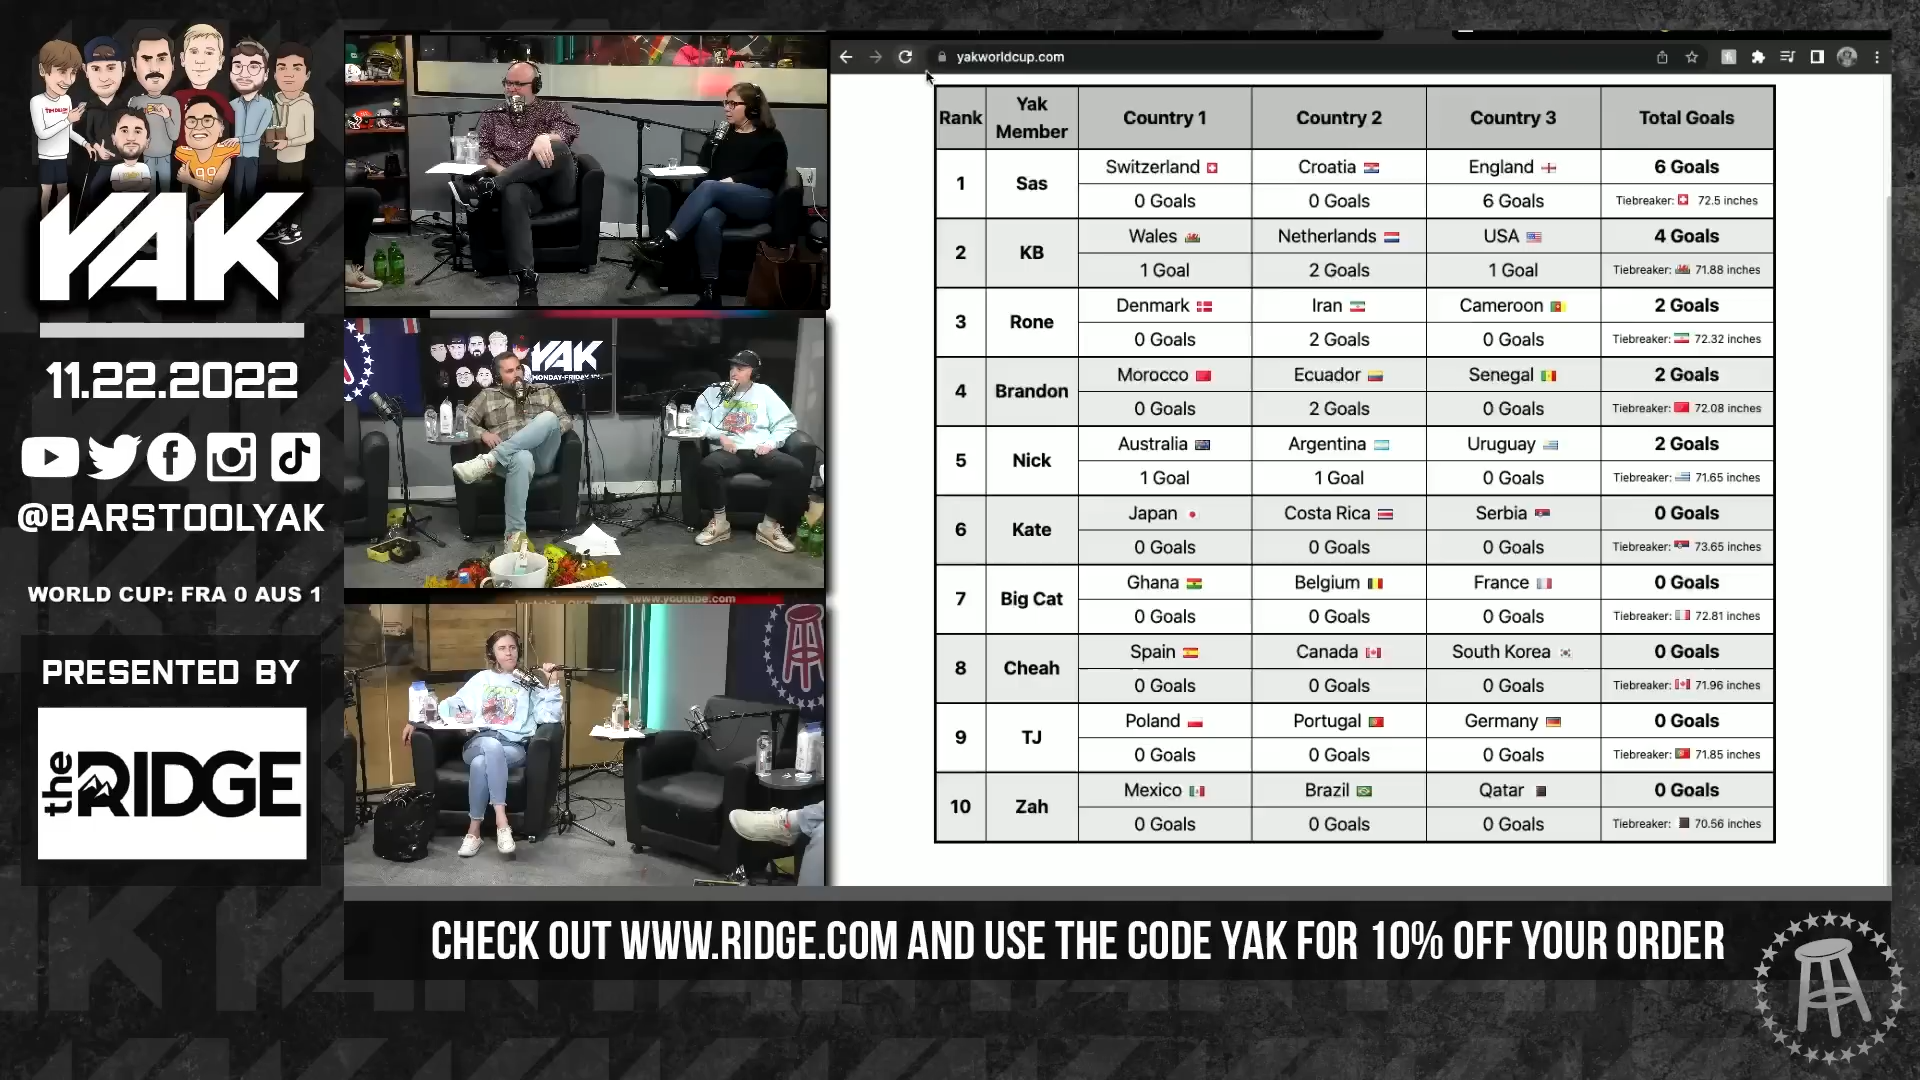 YAK
11.22.2022
@BARSTOOLYAK
WORLD CUP: FRA 0 AUS 1
PRESENTED BY
the RIDGE
YAK
MONDAY-FRIDAY
www.youtube.com
yakworldcup.com
Rank Yak Member Country 1 Country 2 Country 3 Total Goals
1 Sas Switzerland Croatia England 6 Goals
0 Goals 0 Goals 6 Goals Tiebreaker: 72.5 inches
2 KB Wales Netherlands USA 4 Goals
1 Goal 2 Goals 1 Goal Tiebreaker: 71.88 inches
3 Rone Denmark Iran Cameroon 2 Goals
0 Goals 2 Goals 0 Goals Tiebreaker: 72.32 inches
4 Brandon Morocco Ecuador Senegal 2 Goals
0 Goals 2 Goals 0 Goals Tiebreaker: 72.08 inches
5 Nick Australia Argentina Uruguay 2 Goals
1 Goal 1 Goal 0 Goals Tiebreaker: 71.65 inches
6 Kate Japan Costa Rica Serbia 0 Goals
0 Goals 0 Goals 0 Goals Tiebreaker: 73.65 inches
7 Big Cat Ghana Belgium France 0 Goals
0 Goals 0 Goals 0 Goals Tiebreaker: 72.81 inches
8 Cheah Spain Canada South Korea 0 Goals
0 Goals 0 Goals 0 Goals Tiebreaker: 71.96 inches
9 TJ Poland Portugal Germany 0 Goals
0 Goals 0 Goals 0 Goals Tiebreaker: 71.85 inches
10 Zah Mexico Brazil Qatar 0 Goals
0 Goals 0 Goals 0 Goals Tiebreaker: 70.56 inches
CHECK OUT WWW.RIDGE.COM AND USE THE CODE YAK FOR 10% OFF YOUR ORDER